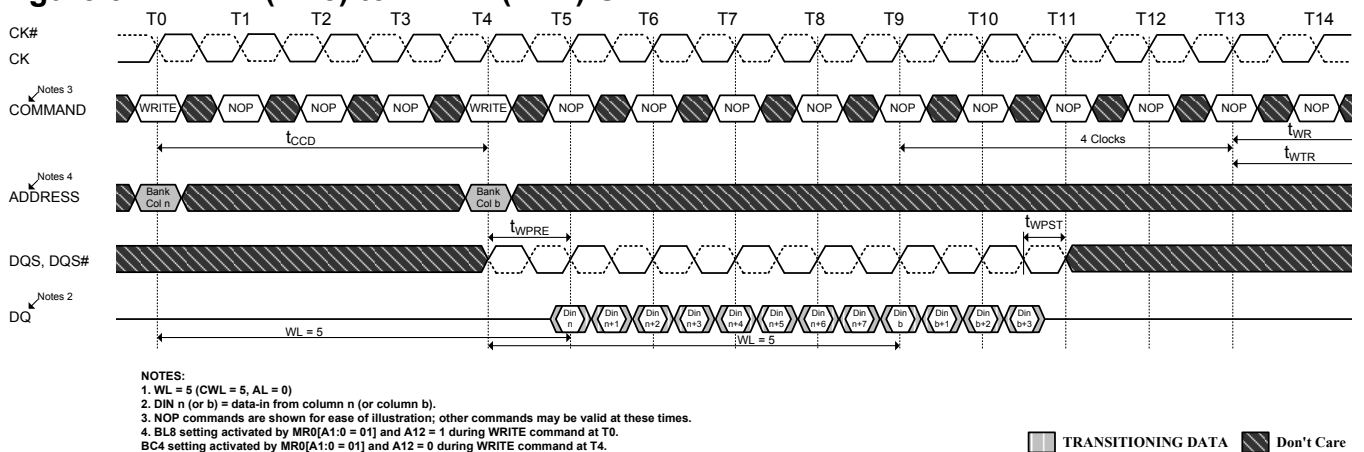 T0 T1 T2 T3 T4 T5 T6 T7 T8 T9 T10 T11 T12 T13 T14
CK#
CK
Notes 3
COMMAND
WRITE NOP NOP NOP WRITE NOP NOP NOP NOP NOP NOP NOP NOP NOP NOP
tCCD
4 Clocks
tWR
tWTR
Notes 4
ADDRESS
Bank Col n
Bank Col b
tWPRE
tWPST
DQS, DQS#
Notes 2
DQ
Din n Din n+1 Din n+2 Din n+3 Din n+4 Din n+5 Din n+6 Din n+7 Din b Din b+1 Din b+2 Din b+3
WL = 5
WL = 5
NOTES:
1. WL = 5 (CWL = 5, AL = 0)
2. DIN n (or b) = data-in from column n (or column b).
3. NOP commands are shown for ease of illustration; other commands may be valid at these times.
4. BL8 setting activated by MR0[A1:0 = 01] and A12 = 1 during WRITE command at T0.
BC4 setting activated by MR0[A1:0 = 01] and A12 = 0 during WRITE command at T4.
TRANSITIONING DATA
Don't Care